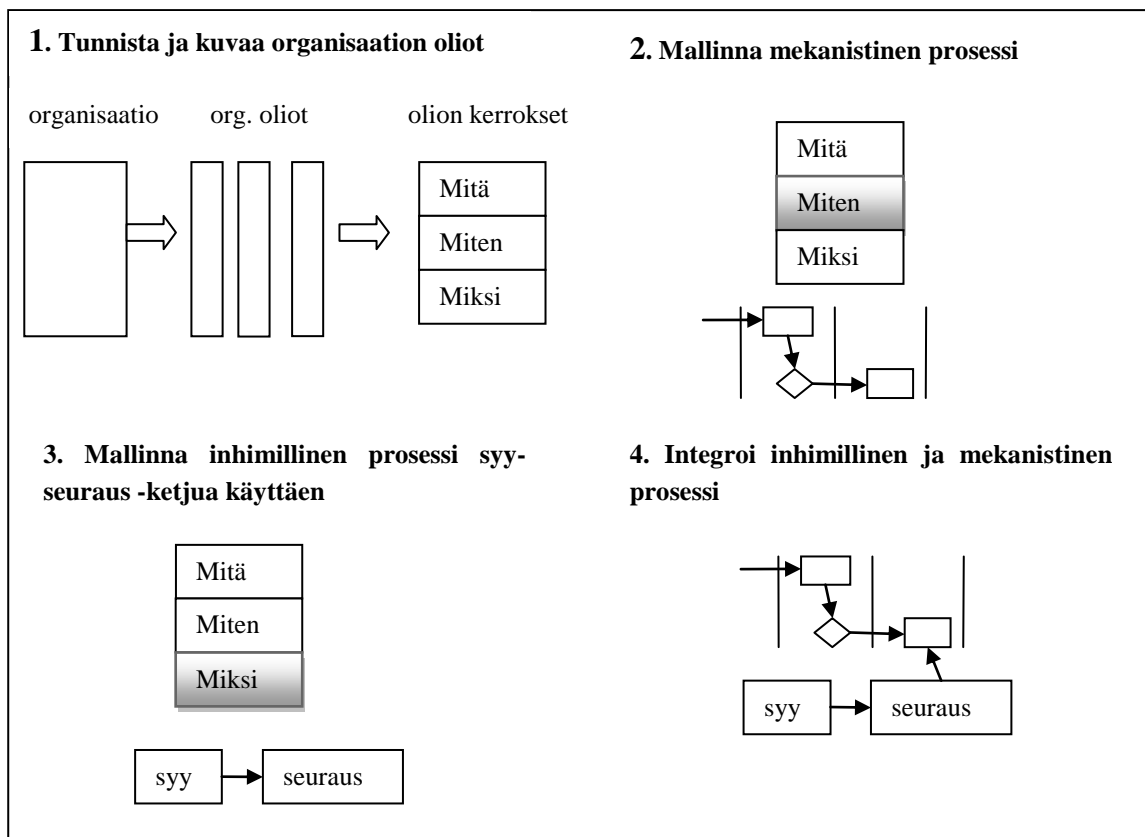 1. Tunnista ja kuvaa organisaation oliot
organisaatio org. oliot olion kerrokset
Mitä
Miten
Miksi
2. Mallinna mekanistinen prosessi
Mitä
Miten
Miksi
3. Mallinna inhimillinen prosessi syy-
seuraus -ketjua käyttäen
Mitä
Miten
Miksi
syy seuraus
4. Integroi inhimillinen ja mekanistinen
prosessi
syy seuraus